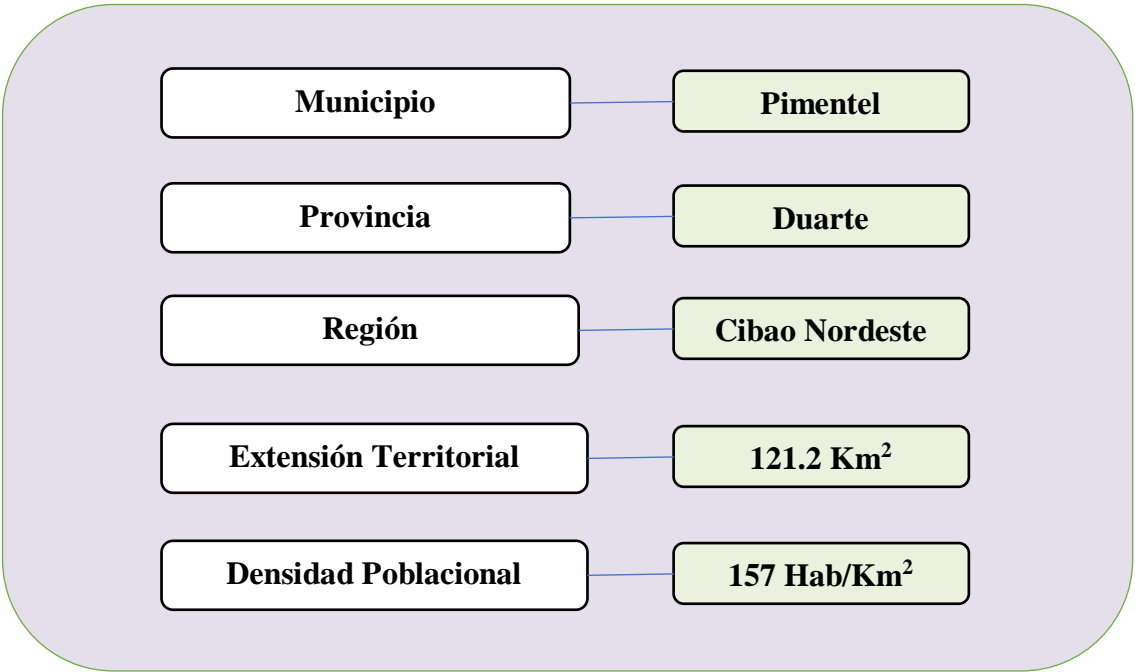 Municipio
Pimentel
Provincia
Duarte
Región
Cibao Nordeste
Extensión Territorial
121.2 Km²
Densidad Poblacional
157 Hab/Km²